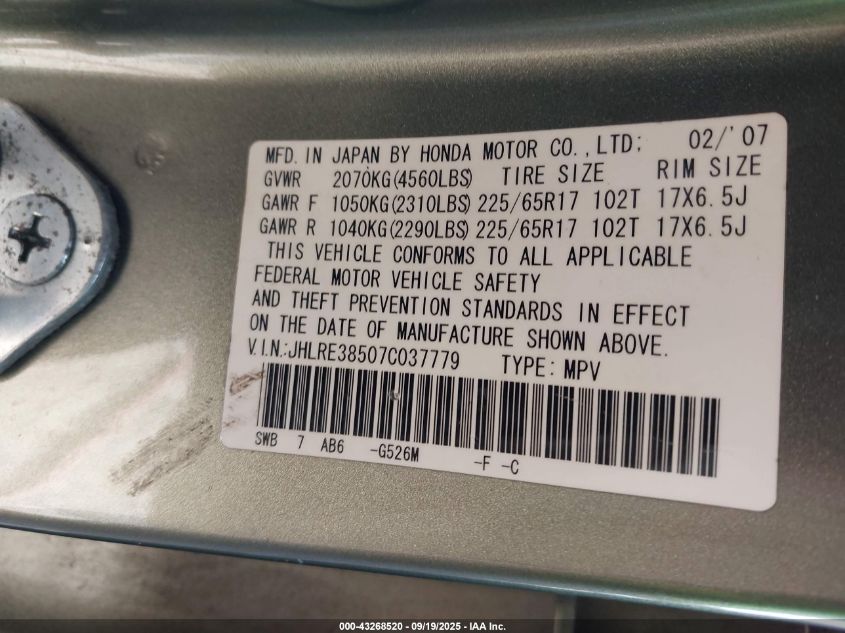 MFD. IN JAPAN BY HONDA MOTOR CO.,LTD; 02/'07
GVWR 2070KG(4560LBS) TIRE SIZE RIM SIZE
GAWR F 1050KG(2310LBS) 225/65R17 102T 17X6.5J
GAWR R 1040KG(2290LBS) 225/65R17 102T 17X6.5J
THIS VEHICLE CONFORMS TO ALL APPLICABLE
FEDERAL MOTOR VEHICLE SAFETY
AND THEFT PREVENTION STANDARDS IN EFFECT
ON THE DATE OF MANUFACTURE SHOWN ABOVE.
V.I.N.:JHLRE38507C037779 TYPE: MPV
SWB 7 AB6 -G526M -F -C
000-43268520 - 09/19/2025 - IAA Inc.